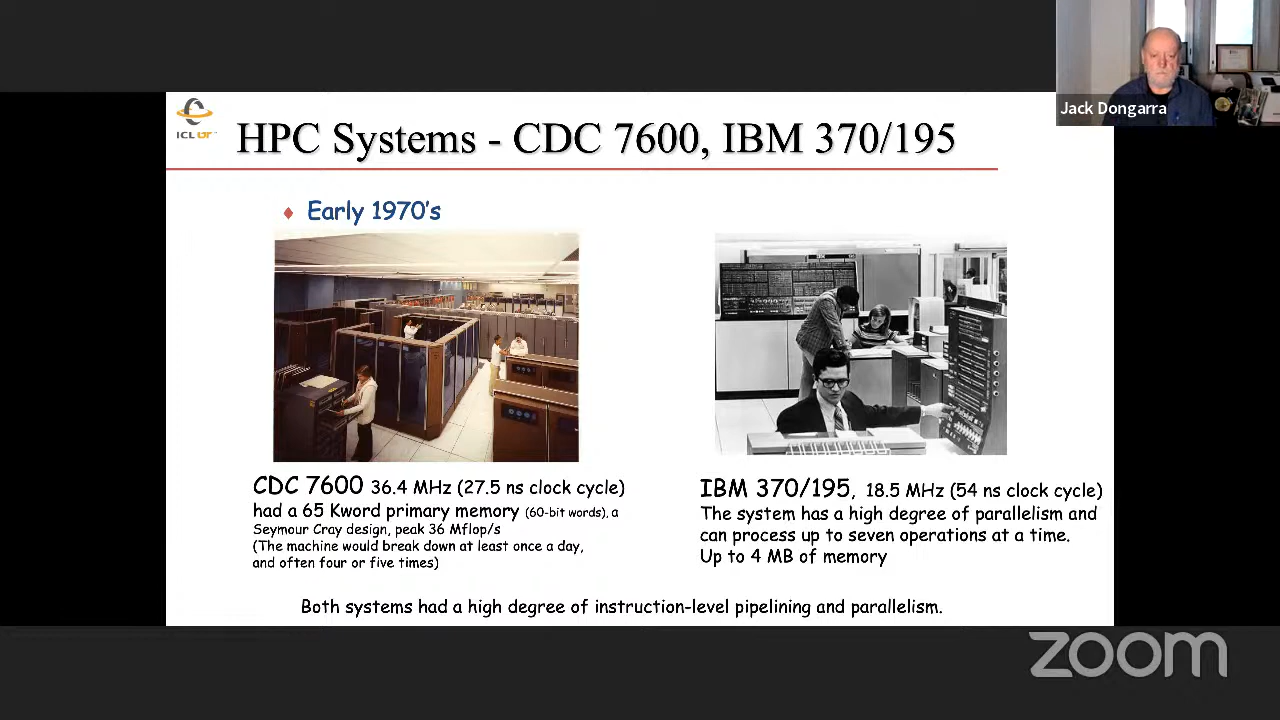 Jack Dongarra
ICL UT
HPC Systems - CDC 7600, IBM 370/195
♦ Early 1970's
IBM
CDC 7600 36.4 MHz (27.5 ns clock cycle)
had a 65 Kword primary memory (60-bit words), a
Seymour Cray design, peak 36 Mflop/s
(The machine would break down at least once a day,
and often four or five times)
IBM 370/195, 18.5 MHz (54 ns clock cycle)
The system has a high degree of parallelism and
can process up to seven operations at a time.
Up to 4 MB of memory
Both systems had a high degree of instruction-level pipelining and parallelism.
zoom